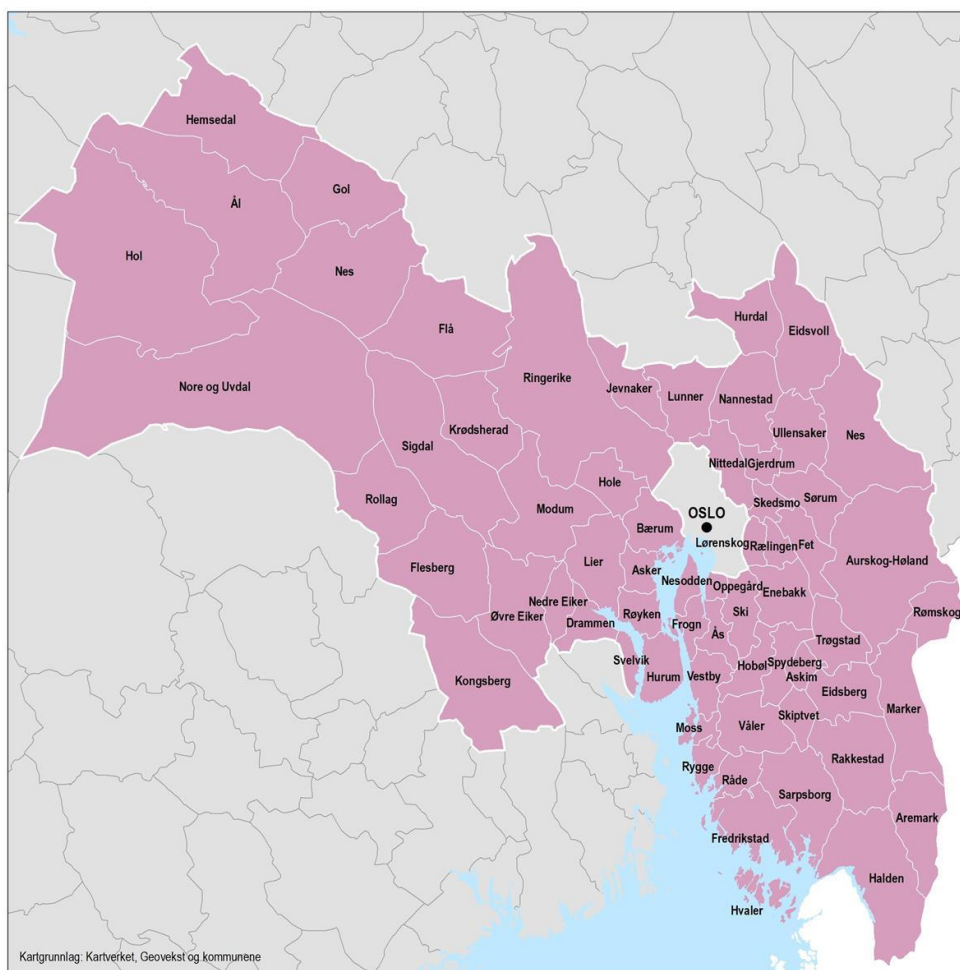 Hemsedal
Gol
Ål
Hol
Nes
Hurdal
Flå
Eidsvoll
Ringerike
Nore og Uvdal
Jevnaker
Lunner
Nannestad
Krødsherad
Ullensaker
Nes
Sigdal
Nittedal
Gjerdrum
Hole
Rollag
Skedsmo
Sørum
Modum
OSLO
Bærum
Lørenskog
Rælingen
Fet
Lier
Aurskog-Høland
Flesberg
Asker
Nesodden
Oppegård
Enebakk
Nedre Eiker
Rømskog
Øvre Eiker
Røyken
Ski
Drammen
Frogn
Ås
Trøgstad
Svelvik
Hobøl
Spydeberg
Kongsberg
Hurum
Vestby
Askim
Eidsberg
Marker
Skiptvet
Moss
Våler
Rakkestad
Rygge
Råde
Sarpsborg
Aremark
Fredrikstad
Halden
Hvaler
Kartgrunnlag: Kartverket, Geovekst og kommunene